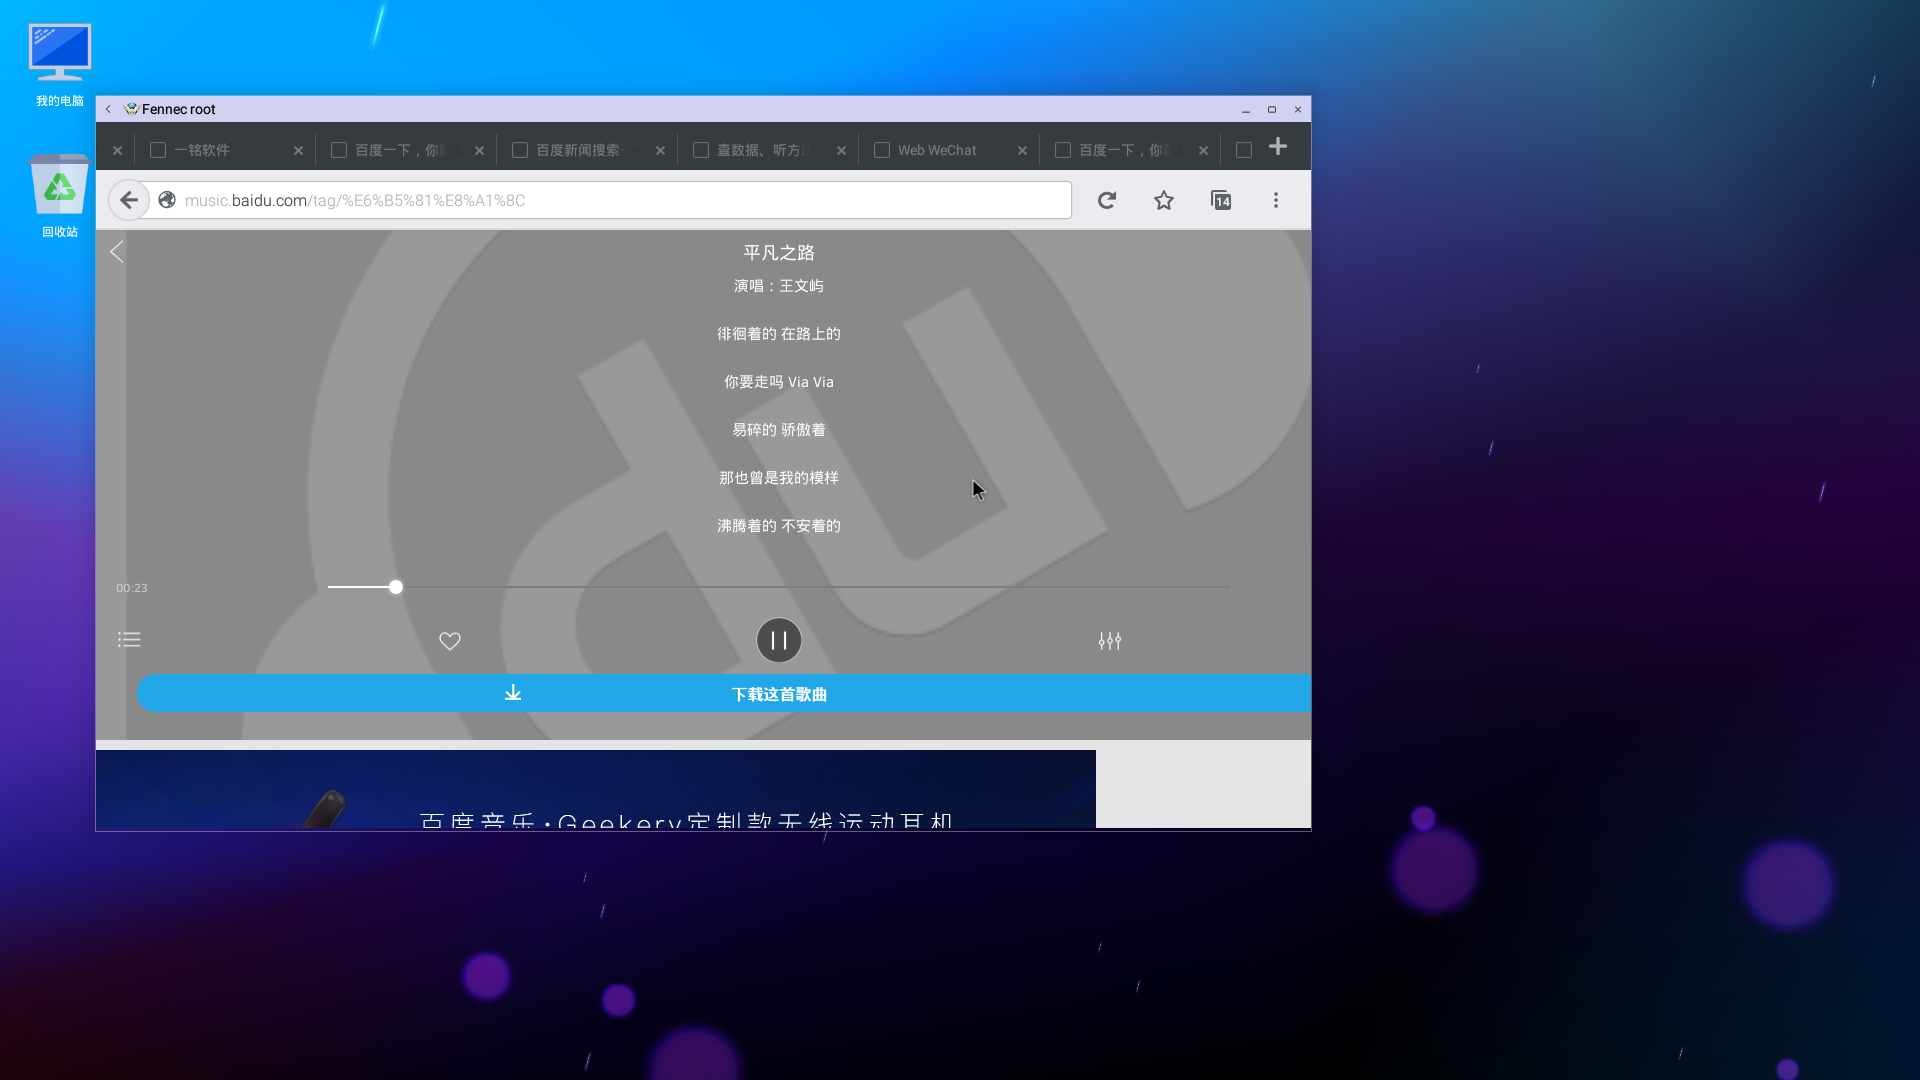 我的电脑
回收站
Fennec root
一铭软件
百度一下，你
百度新闻搜索
查数据、听方
Web WeChat
百度一下，你
music.baidu.com/tag/%E6%B5%81%E8%A1%8C
14
平凡之路
演唱：王文屿
徘徊着的 在路上的
你要走吗 Via Via
易碎的 骄傲着
那也曾是我的模样
沸腾着的 不安着的
00:23
下载这首歌曲
百度音乐·Geekery定制款无线运动耳机